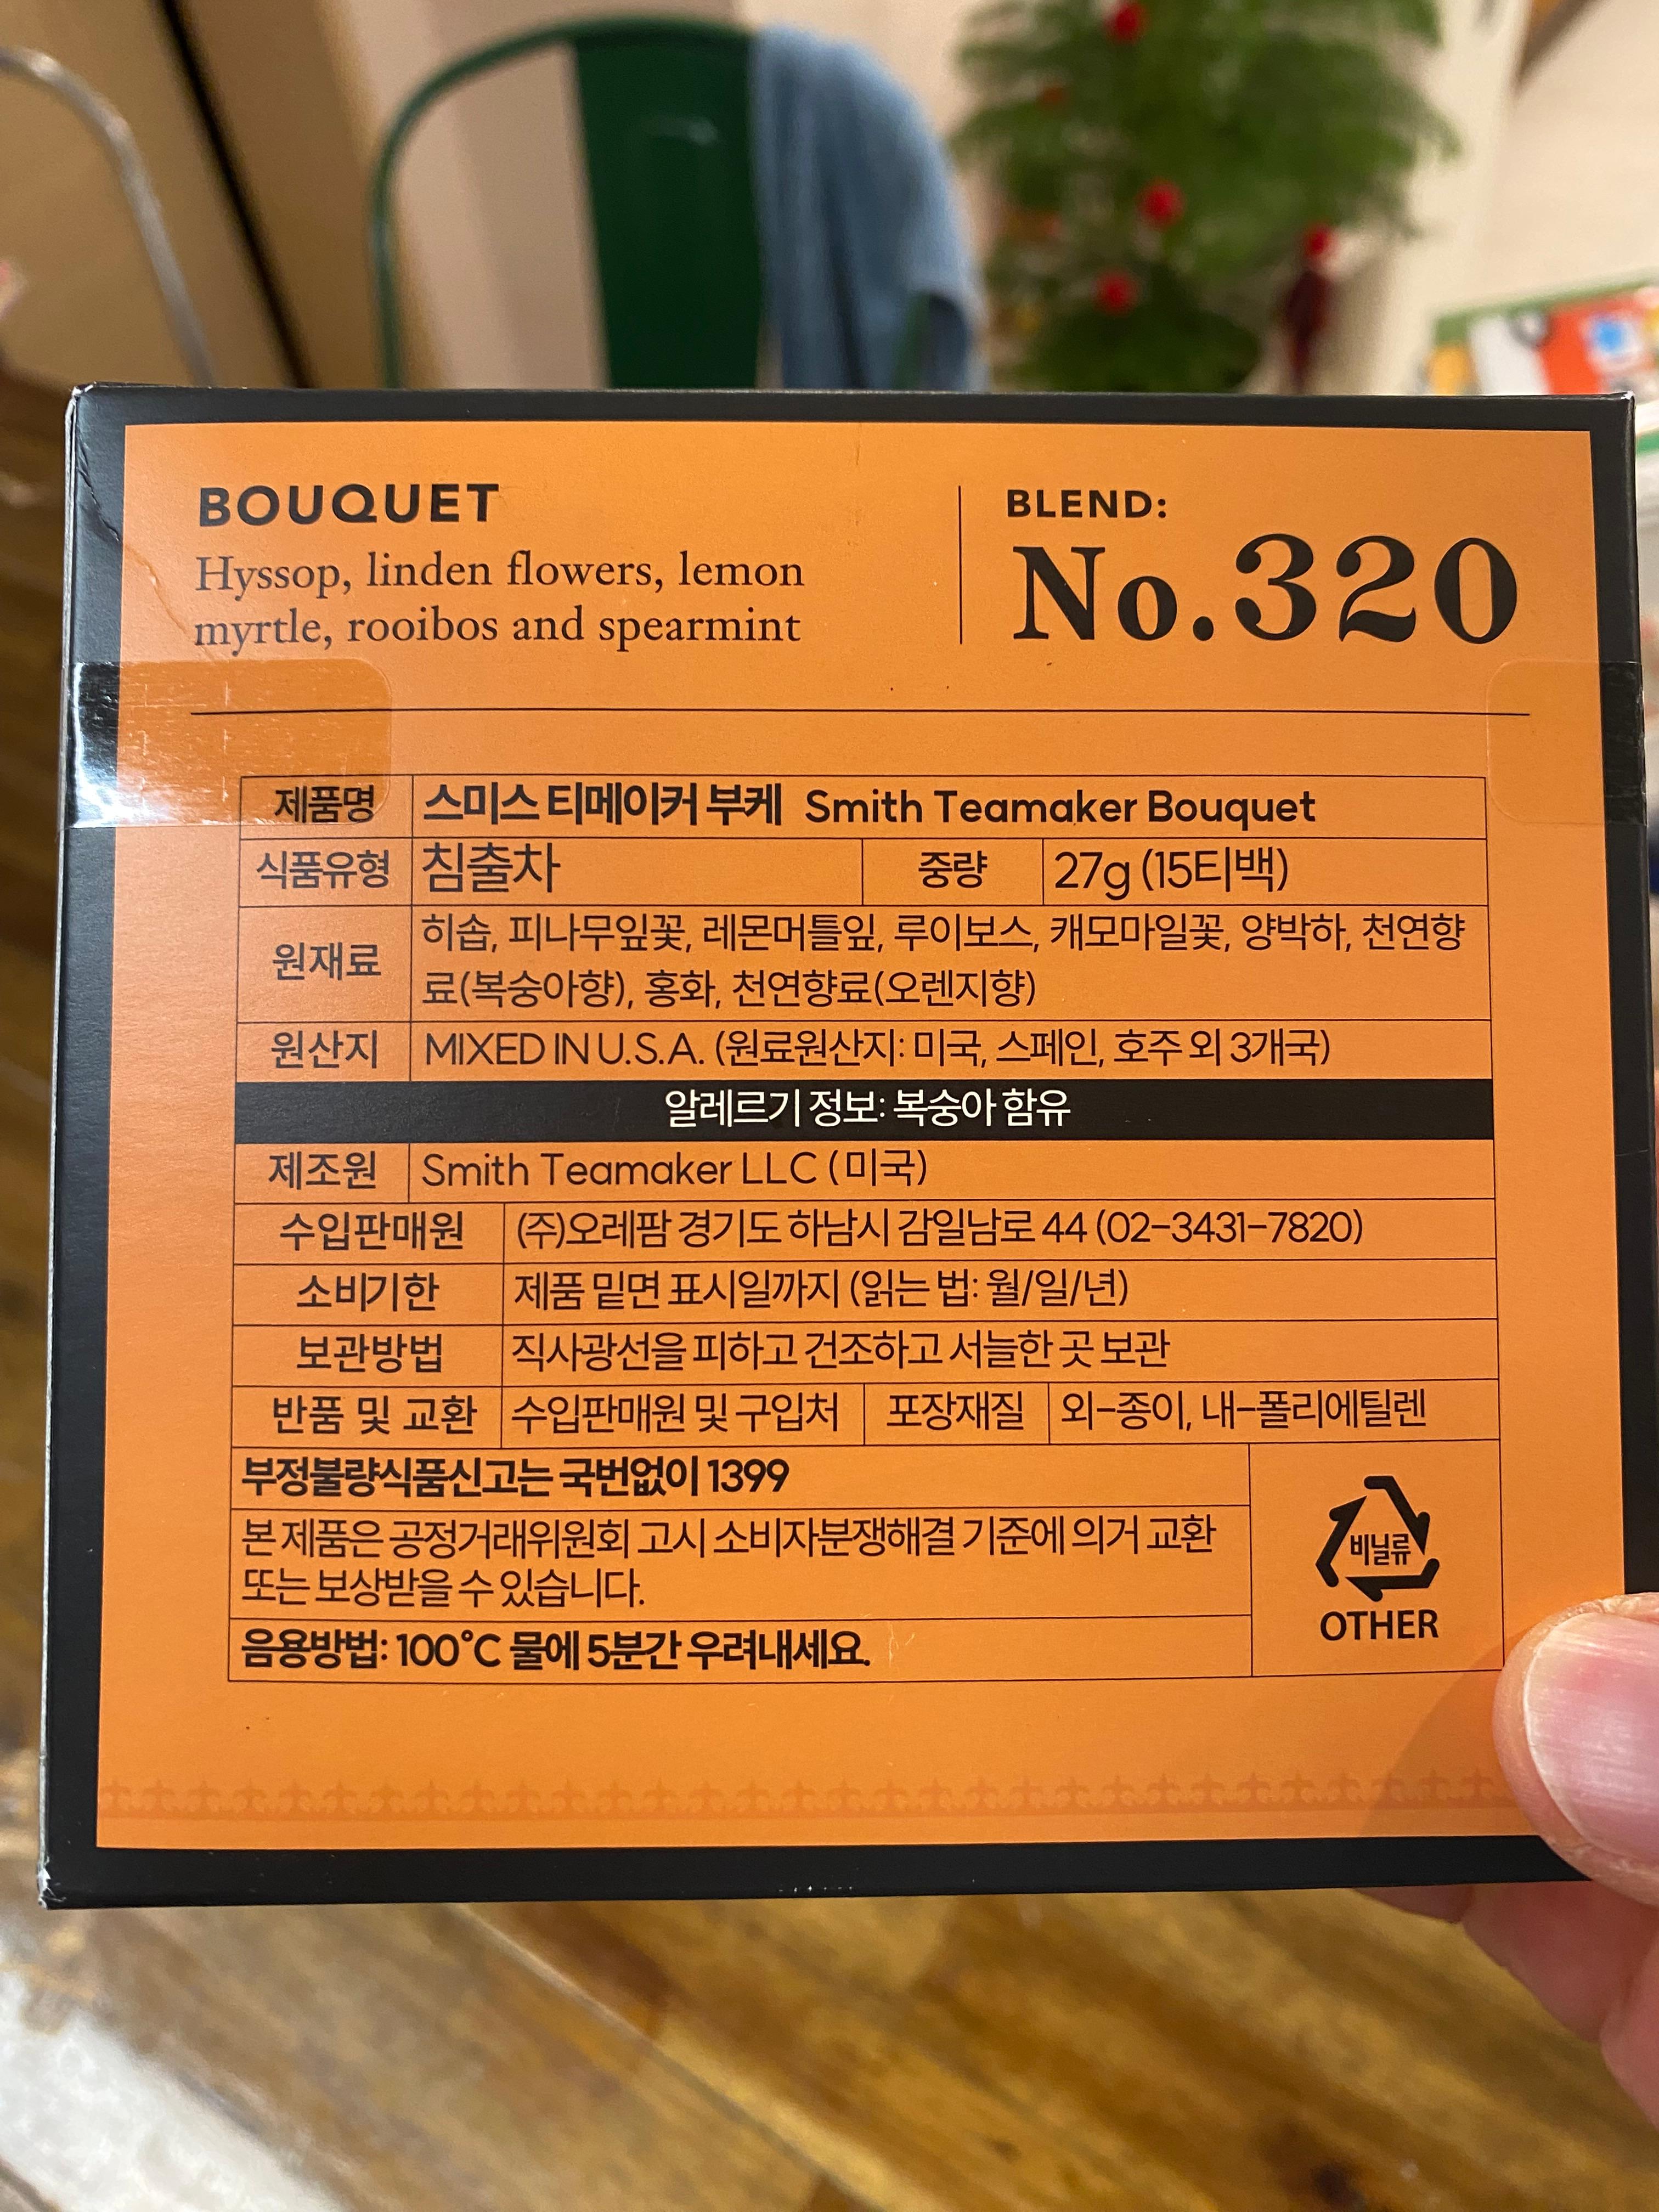 BOUQUET
Hyssop, linden flowers, lemon
myrtle, rooibos and spearmint
BLEND:
No.320
제품명 스미스 티메이커 부케 Smith Teamaker Bouquet
식품유형 침출차 중량 27g (15티백)
원재료 히솝, 피나무잎꽃, 레몬머틀잎, 루이보스, 캐모마일꽃, 양박하, 천연향
료(복숭아향), 홍화, 천연향료(오렌지향)
원산지 MIXED IN U.S.A. (원료원산지: 미국, 스페인, 호주 외 3개국)
알레르기 정보: 복숭아 함유
제조원 Smith Teamaker LLC (미국)
수입판매원 (주)오레팜 경기도 하남시 감일남로 44 (02-3431-7820)
소비기한 제품 밑면 표시일까지 (읽는 법: 월/일/년)
보관방법 직사광선을 피하고 건조하고 서늘한 곳 보관
반품 및 교환 수입판매원 및 구입처 포장재질 외-종이, 내-폴리에틸렌
부정불량식품신고는 국번없이 1399
본 제품은 공정거래위원회 고시 소비자분쟁해결 기준에 의거 교환
또는 보상받을 수 있습니다.
음용방법: 100°C 물에 5분간 우려내세요.
비닐류
OTHER